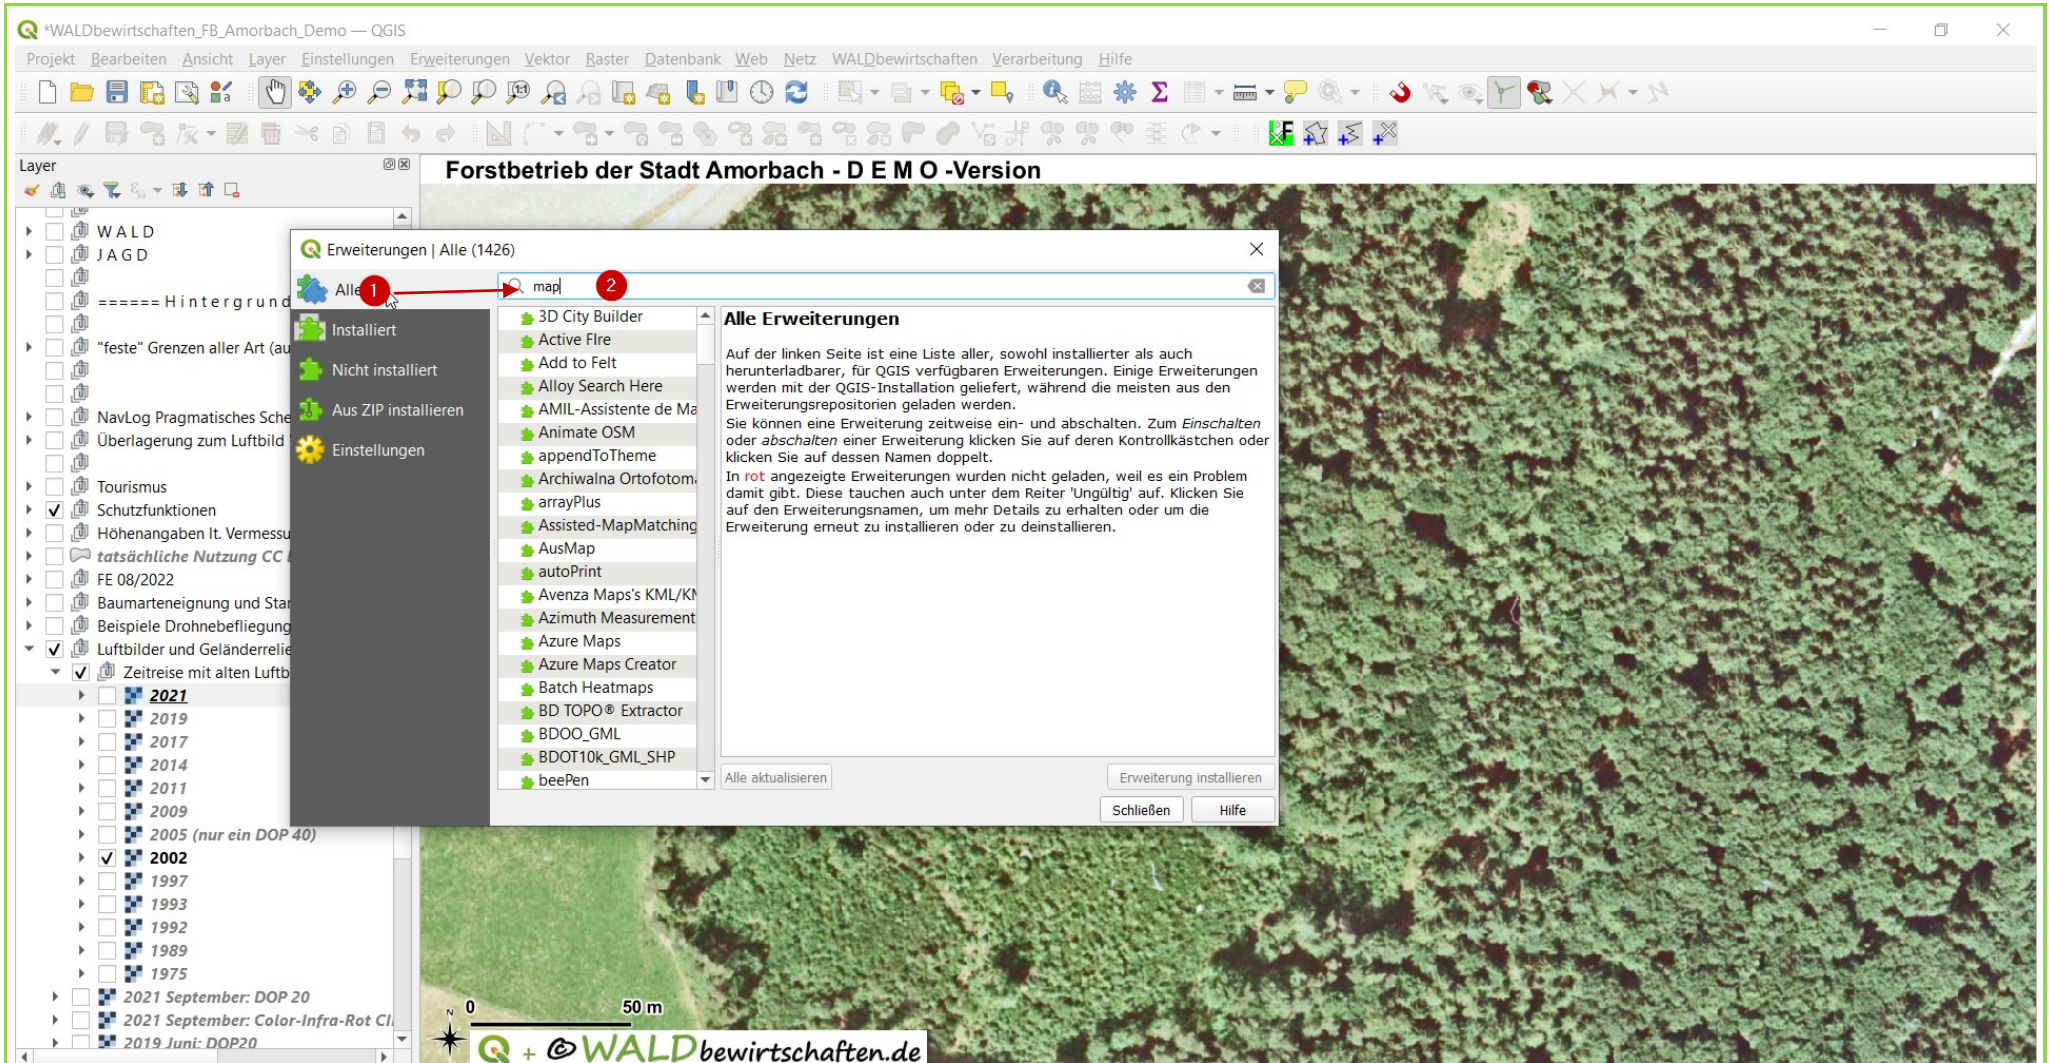 *WALDbewirtschaften_FB_Amorbach_Demo — QGIS
Projekt Bearbeiten Ansicht Layer Einstellungen Erweiterungen Vektor Raster Datenbank Web Netz WALDbewirtschaften Verarbeitung Hilfe
Layer
Forstbetrieb der Stadt Amorbach - D E M O -Version
W A L D
J A G D
====== H i n t e r g r u n d
"feste" Grenzen aller Art (au
NavLog Pragmatisches Sche
Überlagerung zum Luftbild
Tourismus
Schutzfunktionen
Höhenangaben lt. Vermessu
tatsächliche Nutzung CC
FE 08/2022
Baumarteneignung und Star
Beispiele Drohnebefliegung
Luftbilder und Geländerrelie
Zeitreise mit alten Luftb
2021
2019
2017
2014
2011
2009
2005 (nur ein DOP 40)
2002
1997
1993
1992
1989
1975
2021 September: DOP 20
2021 September: Color-Infra-Rot CI
2019 Juni: DOP20
Erweiterungen | Alle (1426)
Alle
1
map
2
Installiert
Nicht installiert
Aus ZIP installieren
Einstellungen
3D City Builder
Active FIre
Add to Felt
Alloy Search Here
AMIL-Assistente de Ma
Animate OSM
appendToTheme
Archiwalna Ortofotom
arrayPlus
Assisted-MapMatching
AusMap
autoPrint
Avenza Maps's KML/KM
Azimuth Measurement
Azure Maps
Azure Maps Creator
Batch Heatmaps
BD TOPO® Extractor
BDOO_GML
BDOT10k_GML_SHP
beePen
Alle Erweiterungen
Auf der linken Seite ist eine Liste aller, sowohl installierter als auch
herunterladbarer, für QGIS verfügbaren Erweiterungen. Einige Erweiterungen
werden mit der QGIS-Installation geliefert, während die meisten aus den
Erweiterungsrepositorien geladen werden.
Sie können eine Erweiterung zeitweise ein- und abschalten. Zum Einschalten
oder abschalten einer Erweiterung klicken Sie auf deren Kontrollkästchen oder
klicken Sie auf dessen Namen doppelt.
In rot angezeigte Erweiterungen wurden nicht geladen, weil es ein Problem
damit gibt. Diese tauchen auch unter dem Reiter 'Ungültig' auf. Klicken Sie
auf den Erweiterungsnamen, um mehr Details zu erhalten oder um die
Erweiterung erneut zu installieren oder zu deinstallieren.
Alle aktualisieren
Erweiterung installieren
Schließen
Hilfe
N
0 50 m
+ © WALDbewirtschaften.de